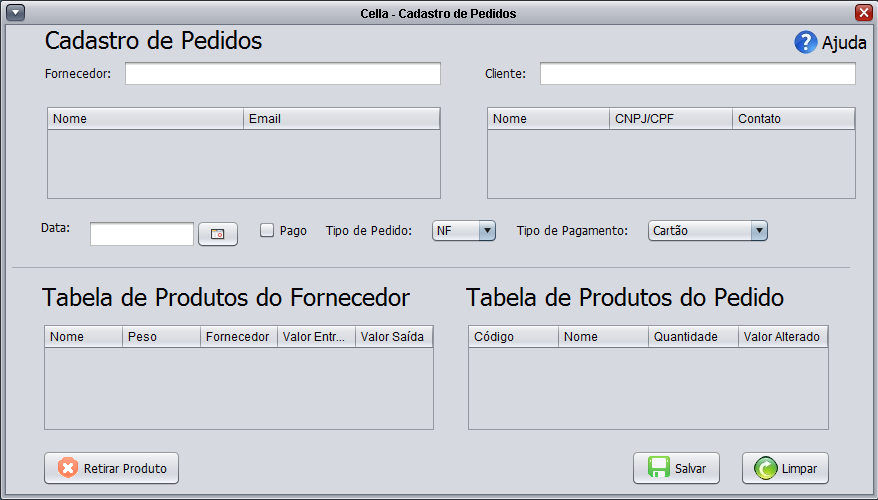 Cella - Cadastro de Pedidos
Cadastro de Pedidos
Ajuda
Fornecedor:
Cliente:
Nome Email
Nome CNPJ/CPF Contato
Data:
Pago
Tipo de Pedido: NF
Tipo de Pagamento: Cartão
Tabela de Produtos do Fornecedor
Tabela de Produtos do Pedido
Nome Peso Fornecedor Valor Entr... Valor Saída
Código Nome Quantidade Valor Alterado
Retirar Produto
Salvar
Limpar